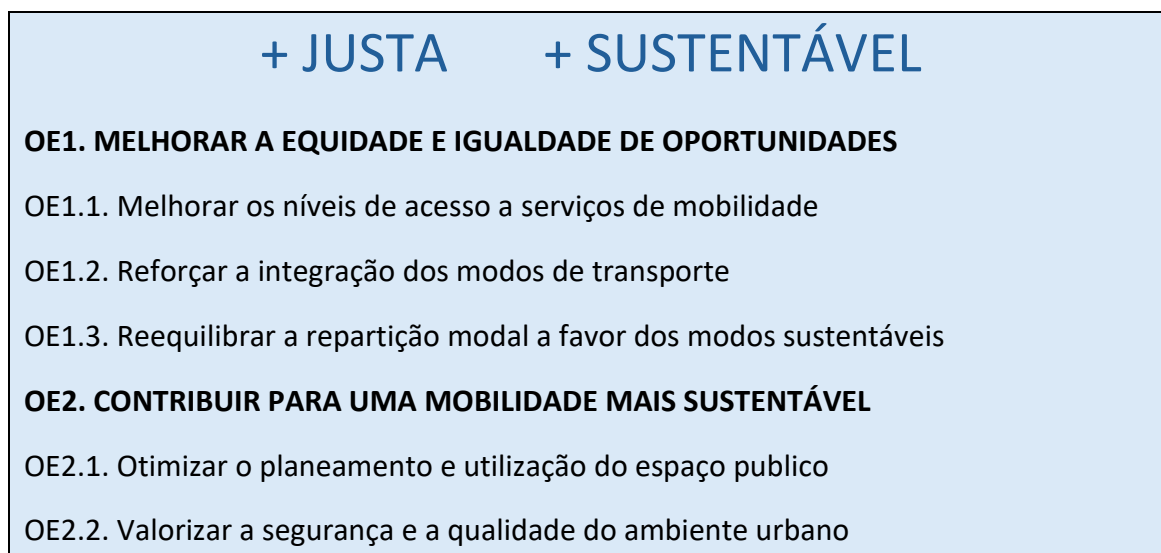 + JUSTA + SUSTENTÁVEL
OE1. MELHORAR A EQUIDADE E IGUALDADE DE OPORTUNIDADES
OE1.1. Melhorar os níveis de acesso a serviços de mobilidade
OE1.2. Reforçar a integração dos modos de transporte
OE1.3. Reequilibrar a repartição modal a favor dos modos sustentáveis
OE2. CONTRIBUIR PARA UMA MOBILIDADE MAIS SUSTENTÁVEL
OE2.1. Otimizar o planeamento e utilização do espaço publico
OE2.2. Valorizar a segurança e a qualidade do ambiente urbano